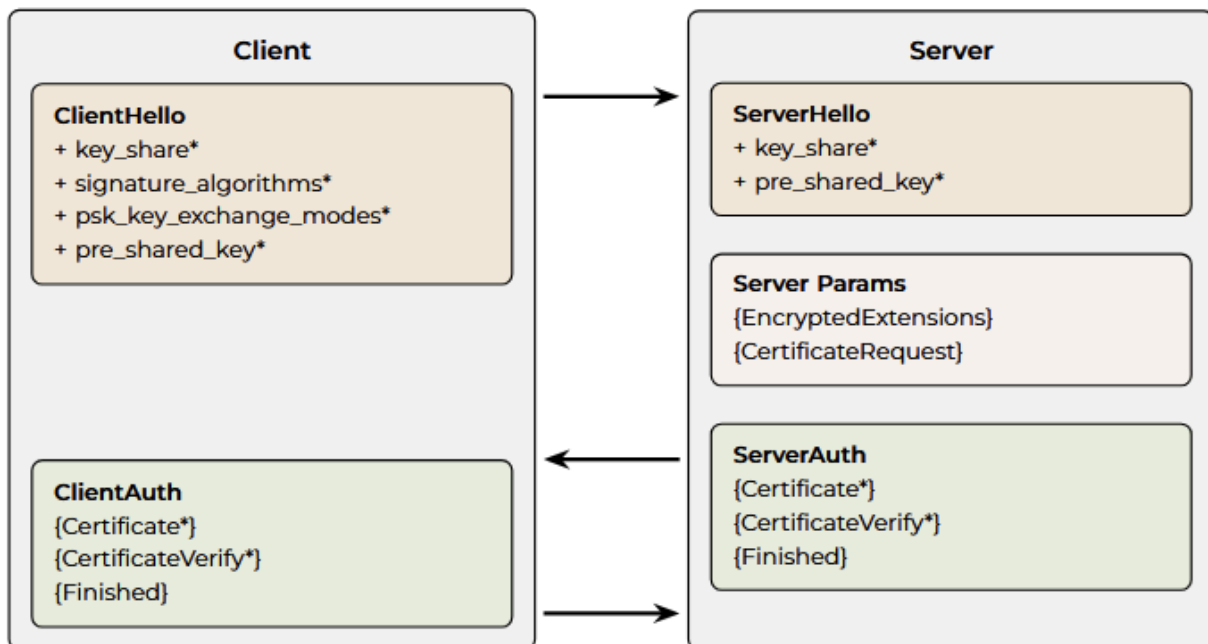 Client
ClientHello
+ key_share*
+ signature_algorithms*
+ psk_key_exchange_modes*
+ pre_shared_key*
ClientAuth
{Certificate*}
{CertificateVerify*}
{Finished}
Server
ServerHello
+ key_share*
+ pre_shared_key*
Server Params
{EncryptedExtensions}
{CertificateRequest}
ServerAuth
{Certificate*}
{CertificateVerify*}
{Finished}